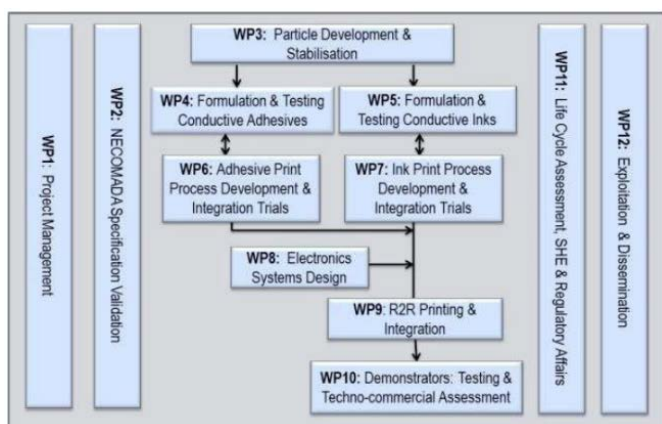 WP1: Project Management
WP2: NECOMADA Specification Validation
WP3: Particle Development &
Stabilisation
WP4: Formulation & Testing
Conductive Adhesives
WP5: Formulation &
Testing Conductive Inks
WP6: Adhesive Print
Process Development &
Integration Trials
WP7: Ink Print Process
Development &
Integration Trials
WP8: Electronics
Systems Design
WP9: R2R Printing &
Integration
WP10: Demonstrators: Testing &
Techno-commercial Assessment
WP11: Life Cycle Assessment, SHE & Regulatory Affairs
WP12: Exploitation & Dissemination